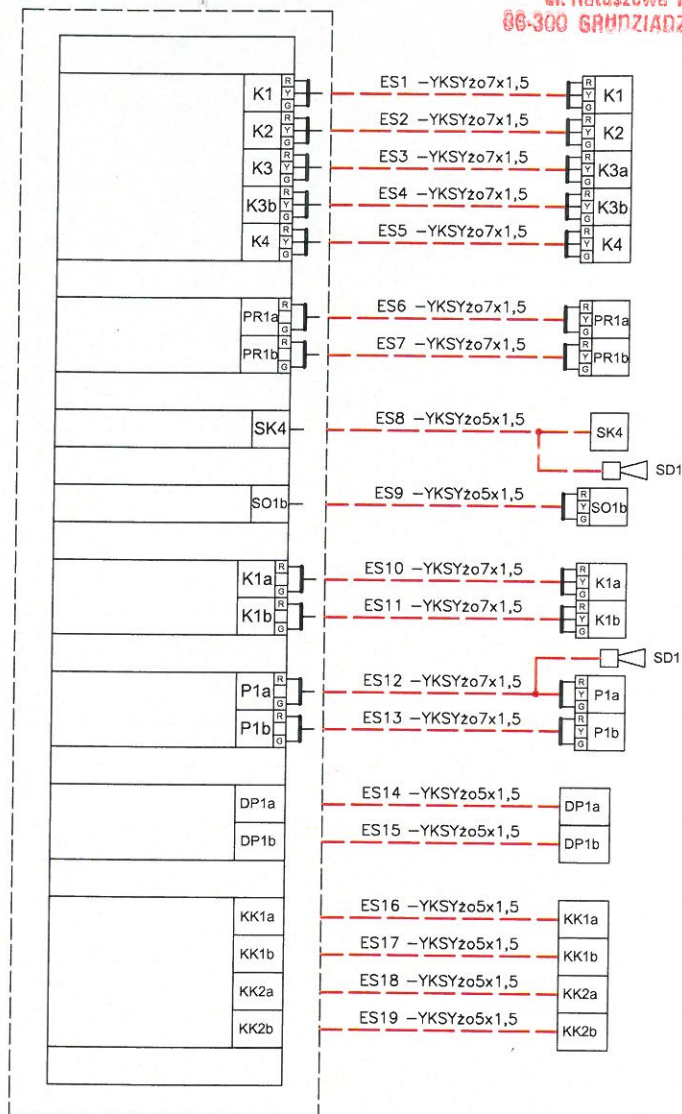 86-300 GRUDZIĄDZ
K1 R Y G ES1 –YKSYżo7x1,5 R Y G K1
K2 R Y G ES2 –YKSYżo7x1,5 R Y G K2
K3 R Y G ES3 –YKSYżo7x1,5 R Y G K3a
K3b R Y G ES4 –YKSYżo7x1,5 R Y G K3b
K4 R Y G ES5 –YKSYżo7x1,5 R Y G K4
PR1a R G ES6 –YKSYżo7x1,5 R Y G PR1a
PR1b R G ES7 –YKSYżo7x1,5 R Y G PR1b
SK4 ES8 –YKSYżo5x1,5 SK4
SD1
SO1b ES9 –YKSYżo5x1,5 R Y G SO1b
K1a R G ES10 –YKSYżo7x1,5 R Y G K1a
K1b R G ES11 –YKSYżo7x1,5 R Y G K1b
SD1
P1a R G ES12 –YKSYżo7x1,5 R Y G P1a
P1b R G ES13 –YKSYżo7x1,5 R Y G P1b
DP1a ES14 –YKSYżo5x1,5 DP1a
DP1b ES15 –YKSYżo5x1,5 DP1b
KK1a ES16 –YKSYżo5x1,5 KK1a
KK1b ES17 –YKSYżo5x1,5 KK1b
KK2a ES18 –YKSYżo5x1,5 KK2a
KK2b ES19 –YKSYżo5x1,5 KK2b